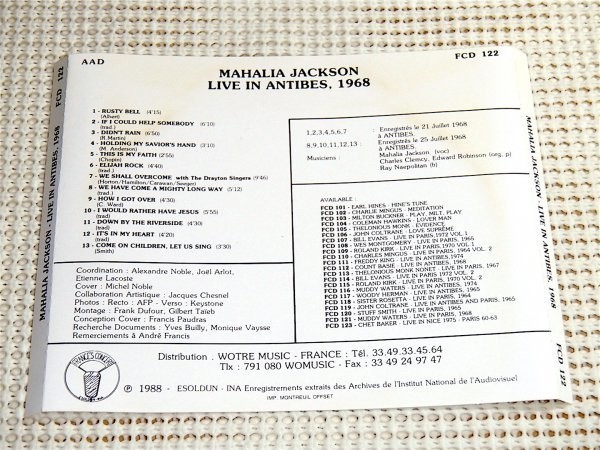 AAD
FCD 122
MAHALIA JACKSON
LIVE IN ANTIBES, 1968
FCD 122
MAHALIA JACKSON - LIVE IN ANTIBES, 1968
1 - RUSTY BELL (4'15)
(Albert)
2 - IF I COULD HELP SOMEBODY (6'10)
(trad.)
3 - DIDN'T RAIN (6'50)
(R.Martin)
4 - HOLDING MY SAVIOR'S HAND (3'30)
(M. Anderson)
5 - THIS IS MY FAITH (2'55)
(Chopin)
6 - ELIJAH ROCK (4'40)
(trad.)
7 - WE SHALL OVERCOME with The Drayton Singers (9'46)
(Horton/Hamilton/Caravan/Seeger)
8 - WE HAVE COME A MIGHTY LONG WAY (5'12)
(trad.)
9 - HOW I GOT OVER (3'30)
(C. Ward)
10 - I WOULD RATHER HAVE JESUS (5'55)
(trad.)
11 - DOWN BY THE RIVERSIDE (4'30)
(trad.)
12 - IT'S IN MY HEART (4'20)
(trad.)
13 - COME ON CHILDREN, LET US SING (3'30)
(Smith)
1,2,3,4,5,6,7 : Enregistrés le 21 Juillet 1968
à ANTIBES,
8,9,10,11,12,13 : Enregistrés le 25 Juillet 1968
à ANTIBES.
Musiciens : Mahalia Jackson (voc)
Charles Clemcy, Edward Robinson (org, p)
Ray Naepolitan (b)
AVAILABLE
FCD 101 - EARL HINES - HINE'S TUNE
FCD 102 - CHARLIE MINGUS - MEDITATION
FCD 103 - MILTON BUCKNER - PLAY, MILT, PLAY
FCD 104 - COLEMAN HAWKINS - LOVER MAN
FCD 105 - THELONIOUS MONK - EVIDENCE
FCD 106 - JOHN COLTRANE - LOVE SUPRÊME
FCD 107 - BILL EVANS - LIVE IN PARIS, 1972 VOL 1
FCD 108 - WES MONTGOMERY - LIVE IN PARIS, 1965
FCD 109 - ROLAND KIRK - LIVE IN PARIS, 1970 VOL 1
FCD 110 - CHARLES MINGUS - LIVE IN PARIS, 1964 VOL. 2
FCD 111 - FREDDY KING - LIVE IN ANTIBES, 1974
FCD 112 - COUNT BASIE - LIVE IN ANTIBES, 1968
FCD 113 - THELONIOUS MONK NONET - LIVE IN PARIS, 1967
FCD 114 - BILL EVANS - LIVE IN PARIS, 1972 VOL. 2
FCD 115 - ROLAND KIRK - LIVE IN PARIS, 1970 VOL. 2
FCD 116 - MUDDY WATERS - LIVE IN ANTIBES, 1974
FCD 117 - WOODY HERMAN - LIVE IN ANTIBES, 1965
FCD 118 - SISTER ROSETTA - LIVE IN PARIS, 1964
FCD 119 - JOHN COLTRANE - LIVE IN ANTIBES AND PARIS, 1965
FCD 120 - STUFF SMITH - LIVE IN PARIS, 1965
FCD 121 - MUDDY WATERS - LIVE IN PARIS, 1968
FCD 123 - CHET BAKER - LIVE IN NICE 1975 - PARIS 60-63
MAHALIA JACKSON - LIVE IN ANTIBES, 1968
FCD 122
Coordination : Alexandre Noble, Joël Arlot,
Etienne Lacoste
Cover : Michel Noble
Collaboration Artistique : Jacques Chesnel
Photos : Recto : AFP - Verso : Keystone
Montage : Frank Dufour, Gilbert Taïeb
Conception Cover : Francis Paudras
Recherche Documents : Yves Builly, Monique Vaysse
Remerciements à André Francis
FRANCE'S CONCERT
Distribution : WOTRE MUSIC - FRANCE : Tél. 33.49.33.45.64
Tlx : 791 080 WOMUSIC - Fax : 33 49 24 97 47
℗ 1988 - ESOLDUN - INA Enregistrements extraits des Archives de l'Institut National de l'Audiovisuel
IMP. MONTREUIL OFFSET